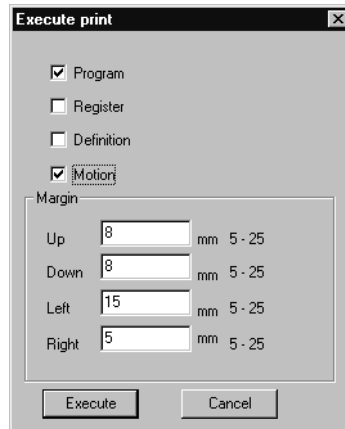 Execute print
Program
Register
Definition
Motion
Margin
Up 8 mm 5 - 25
Down 8 mm 5 - 25
Left 15 mm 5 - 25
Right 5 mm 5 - 25
Execute Cancel